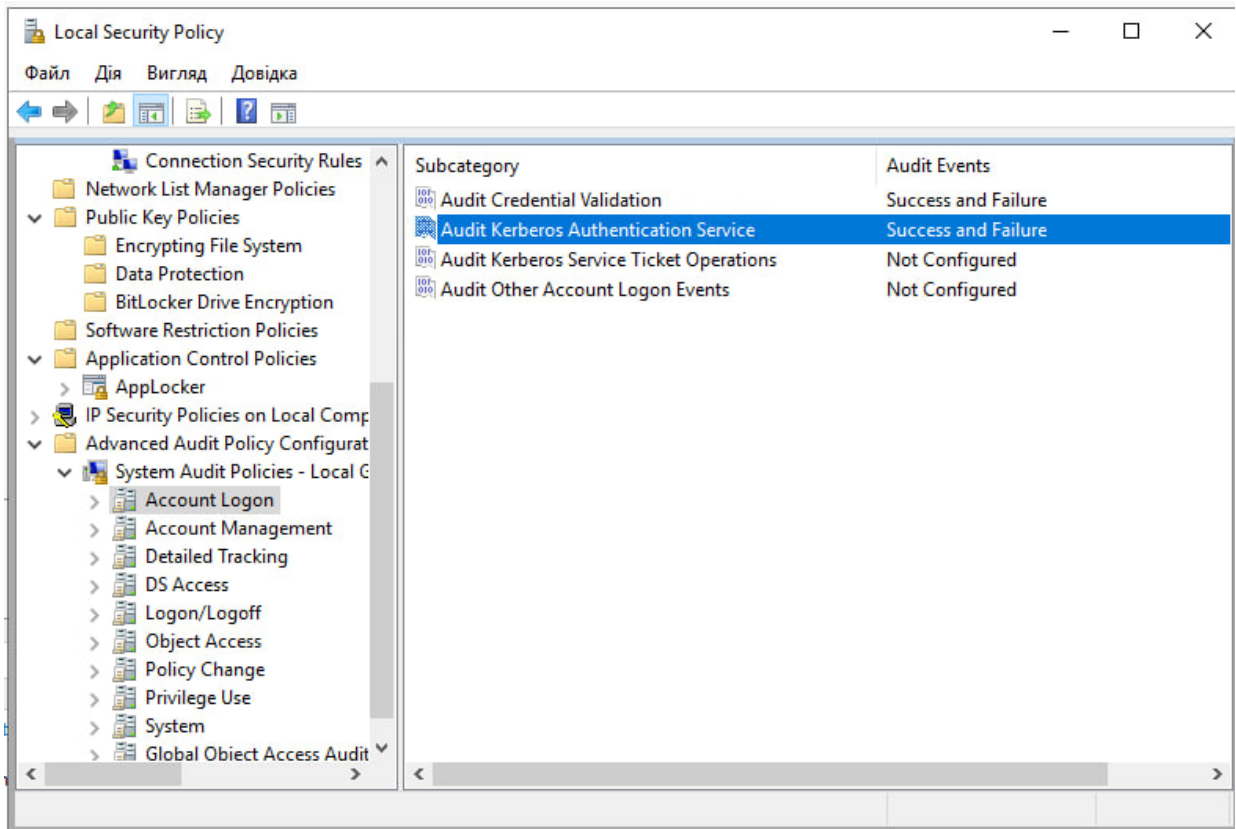 Local Security Policy
Файл Дія Вигляд Довідка
Connection Security Rules
Network List Manager Policies
Public Key Policies
Encrypting File System
Data Protection
BitLocker Drive Encryption
Software Restriction Policies
Application Control Policies
AppLocker
IP Security Policies on Local Comp
Advanced Audit Policy Configurat
System Audit Policies - Local G
Account Logon
Account Management
Detailed Tracking
DS Access
Logon/Logoff
Object Access
Policy Change
Privilege Use
System
Global Object Access Audit
Subcategory Audit Events
Audit Credential Validation Success and Failure
Audit Kerberos Authentication Service Success and Failure
Audit Kerberos Service Ticket Operations Not Configured
Audit Other Account Logon Events Not Configured